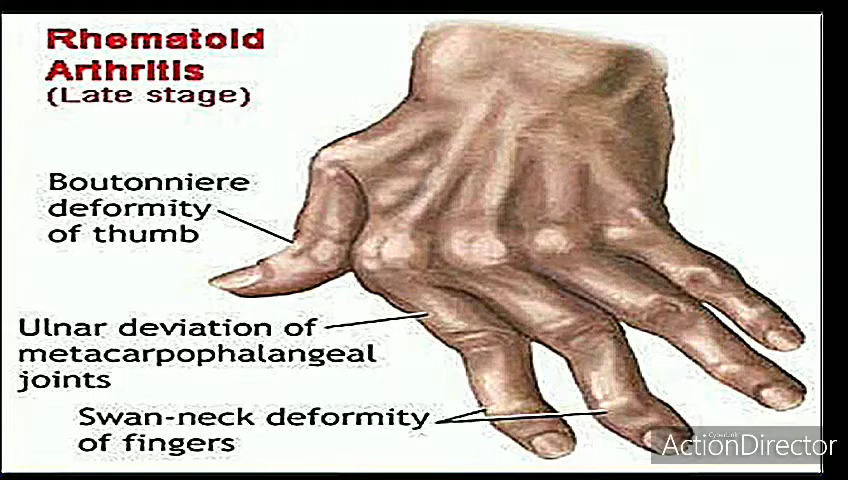 Rhematoid
Arthritis
(Late stage)
Boutonniere
deformity
of thumb
Ulnar deviation of
metacarpophalangeal
joints
Swan-neck deformity
of fingers
CyberLink
ActionDirector